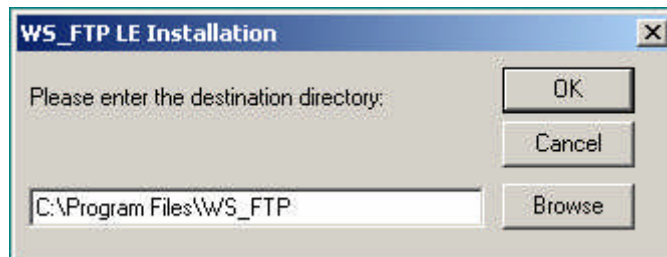 WS_FTP LE Installation
Please enter the destination directory:
OK
Cancel
C:\Program Files\WS_FTP
Browse